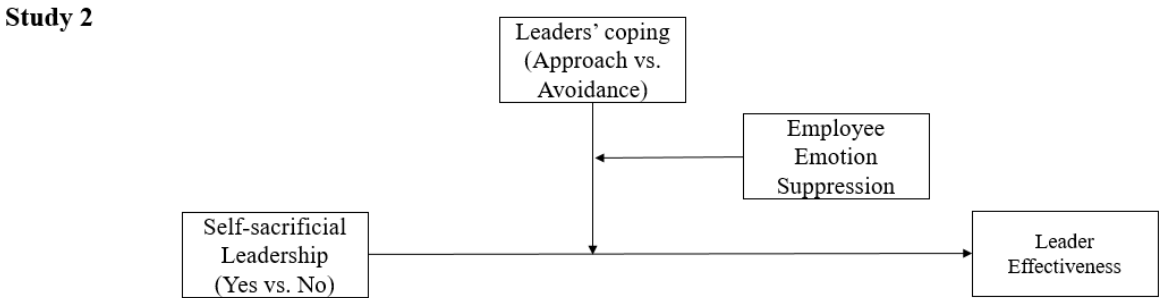 Study 2
Leaders' coping
(Approach vs.
Avoidance)
Employee
Emotion
Suppression
Self-sacrificial
Leadership
(Yes vs. No)
Leader
Effectiveness